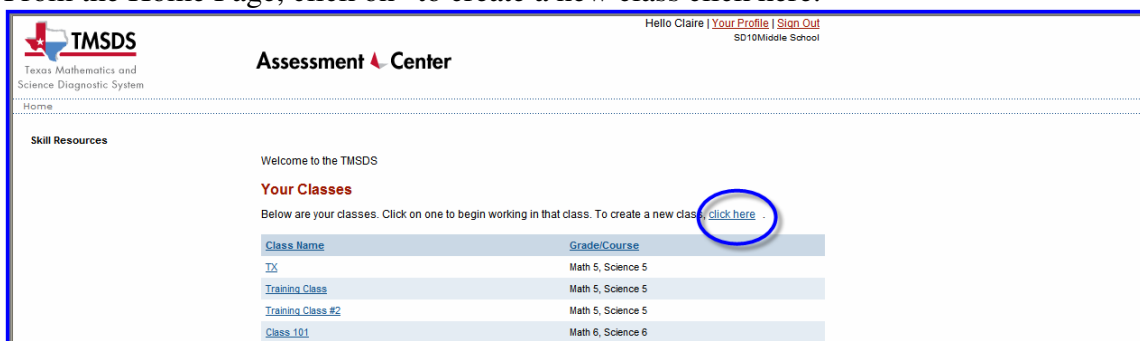 From the Home Page, click on "to create a new class click here."
Hello Claire | Your Profile | Sign Out
SD10Middle School
TMSDS
Texas Mathematics and
Science Diagnostic System
Assessment Center
Home
Skill Resources
Welcome to the TMSDS
Your Classes
Below are your classes. Click on one to begin working in that class. To create a new class, click here .
Class Name Grade/Course
TX Math 5, Science 5
Training Class Math 5, Science 5
Training Class #2 Math 5, Science 5
Class 101 Math 6, Science 6